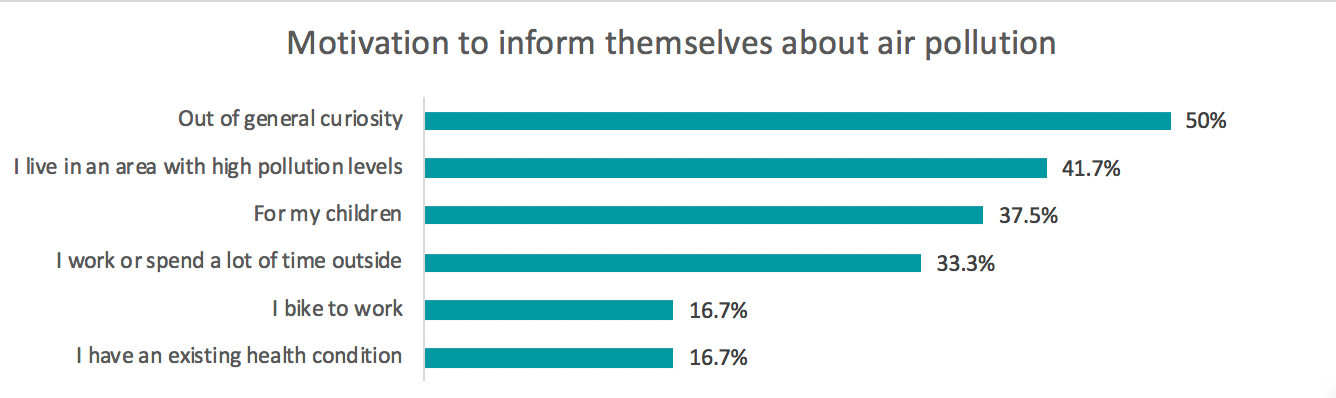 Motivation to inform themselves about air pollution
Out of general curiosity 50%
I live in an area with high pollution levels 41.7%
For my children 37.5%
I work or spend a lot of time outside 33.3%
I bike to work 16.7%
I have an existing health condition 16.7%